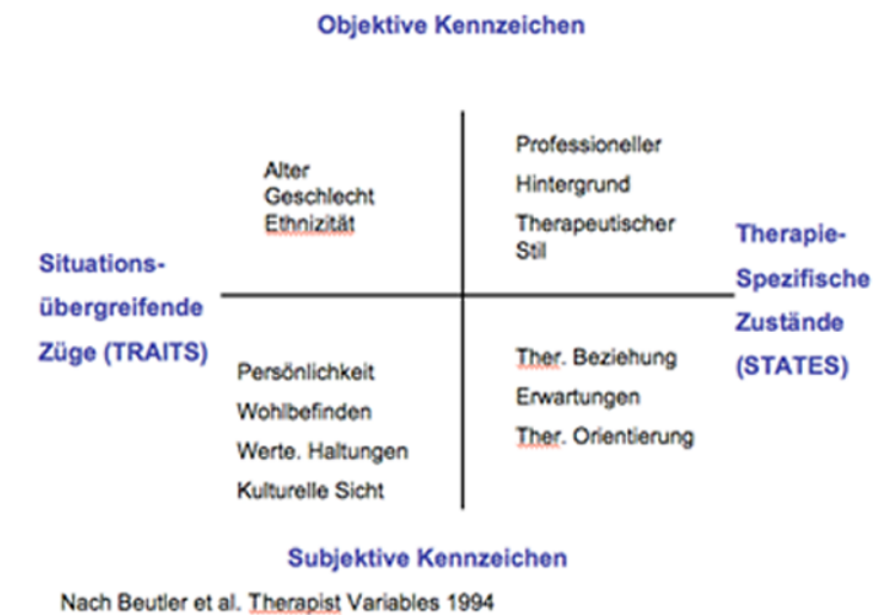 Objektive Kennzeichen
Alter
Geschlecht
Ethnizität
Professioneller
Hintergrund
Therapeutischer
Stil
Situations-
übergreifende
Züge (TRAITS)
Therapie-
Spezifische
Zustände
(STATES)
Persönlichkeit
Wohlbefinden
Werte. Haltungen
Kulturelle Sicht
Ther. Beziehung
Erwartungen
Ther. Orientierung
Subjektive Kennzeichen
Nach Beutler et al. Therapist Variables 1994